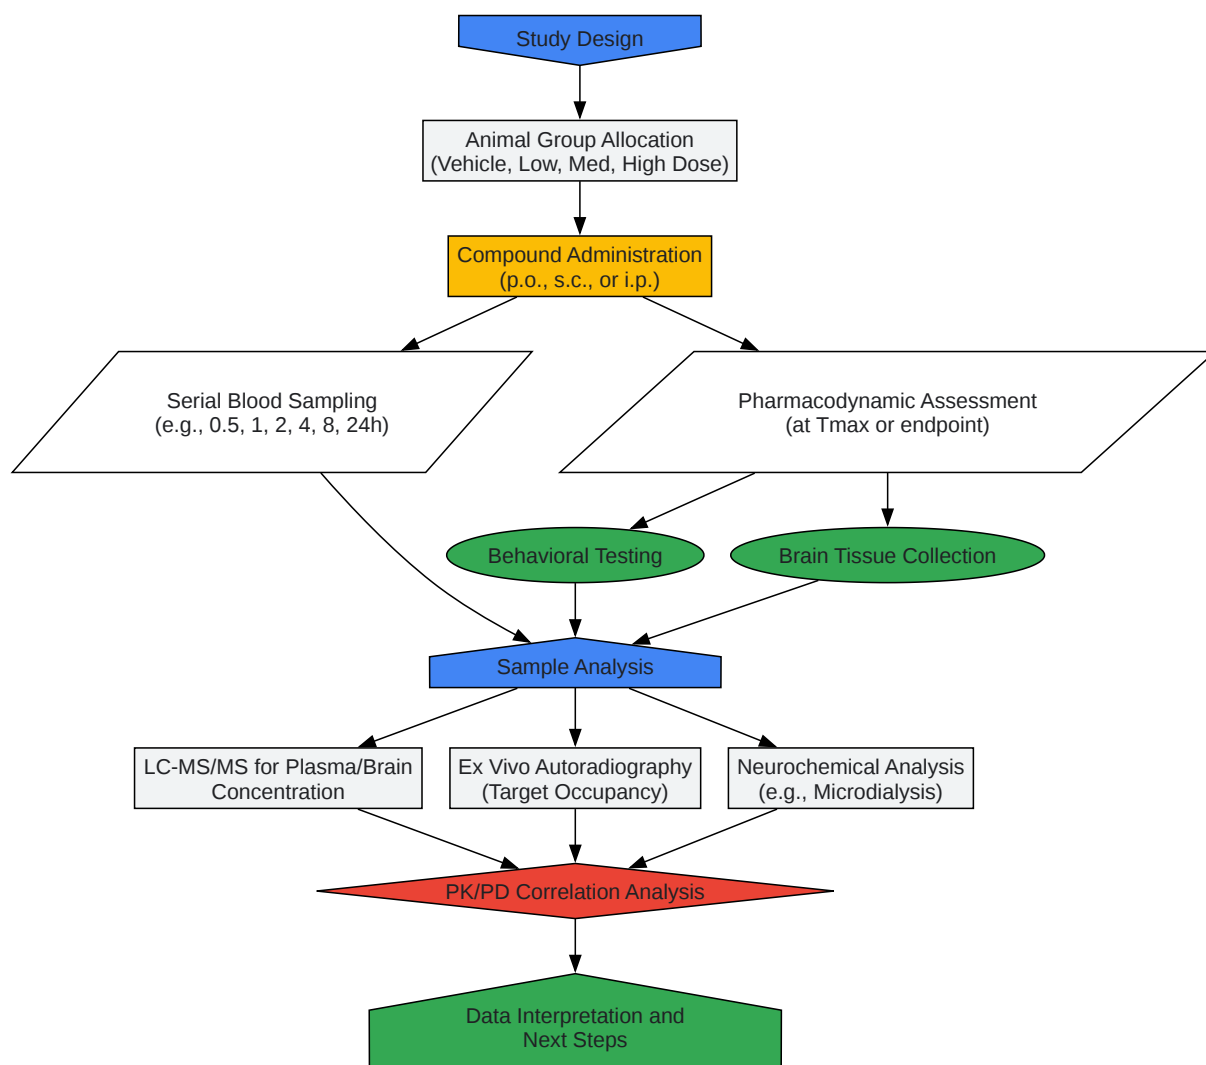 Study Design
Animal Group Allocation
(Vehicle, Low, Med, High Dose)
Compound Administration
(p.o., s.c., or i.p.)
Serial Blood Sampling
(e.g., 0.5, 1, 2, 4, 8, 24h)
Pharmacodynamic Assessment
(at Tmax or endpoint)
Behavioral Testing
Brain Tissue Collection
Sample Analysis
LC-MS/MS for Plasma/Brain
Concentration
Ex Vivo Autoradiography
(Target Occupancy)
Neurochemical Analysis
(e.g., Microdialysis)
PK/PD Correlation Analysis
Data Interpretation and
Next Steps